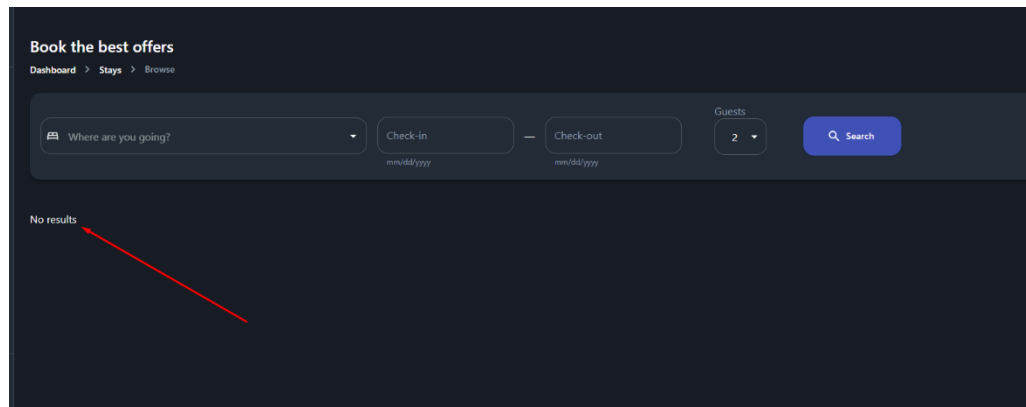 Book the best offers
Dashboard > Stays > Browse
Guests
Where are you going? Check-in — Check-out 2 Search
mm/dd/yyyy mm/dd/yyyy
No results